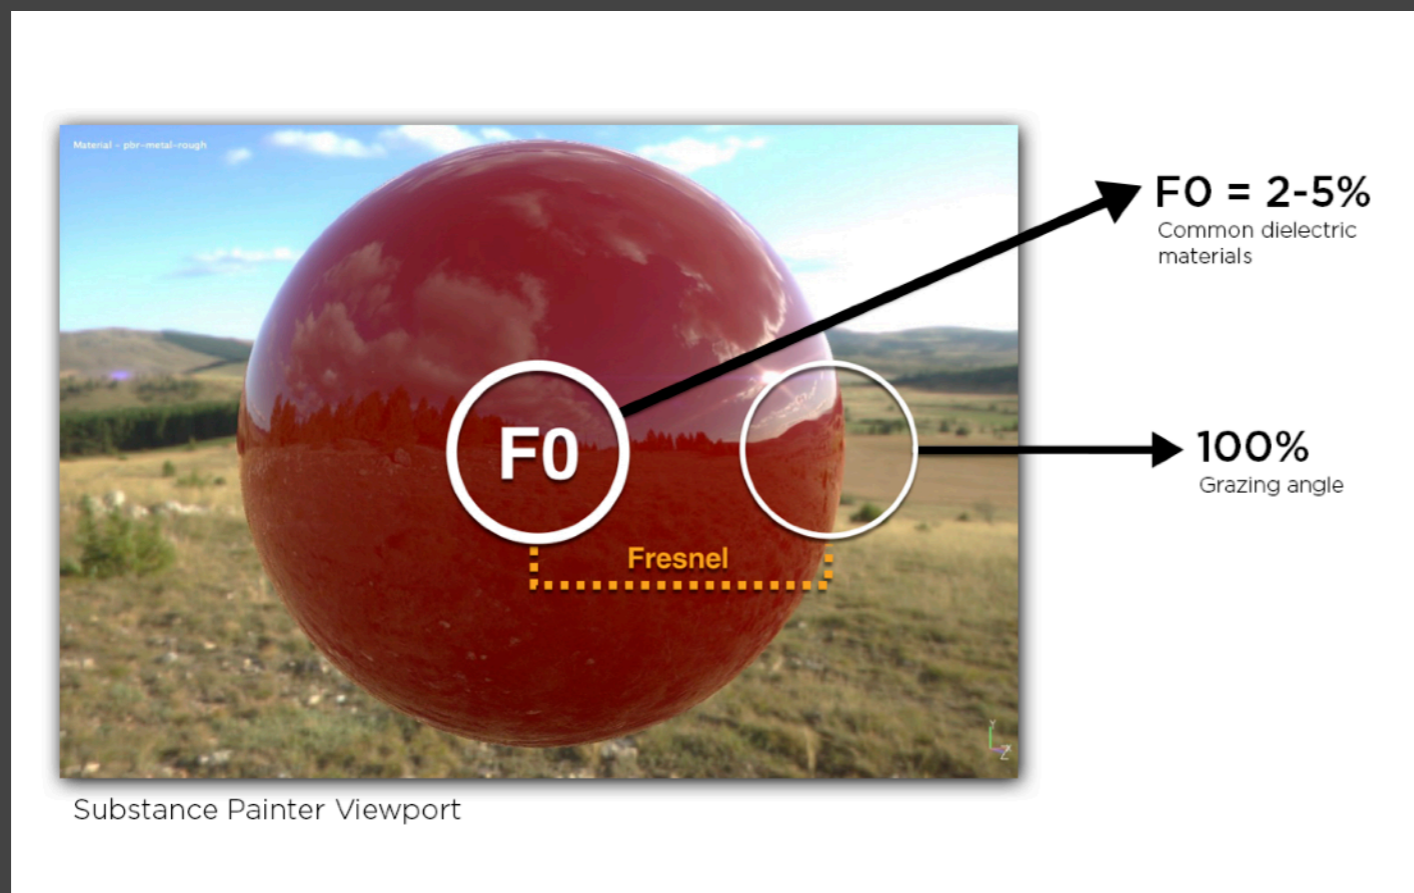 Material - pbr-metal-rough
F0 = 2-5%
Common dielectric
materials
F0
100%
Grazing angle
Fresnel
Y
Z
Substance Painter Viewport